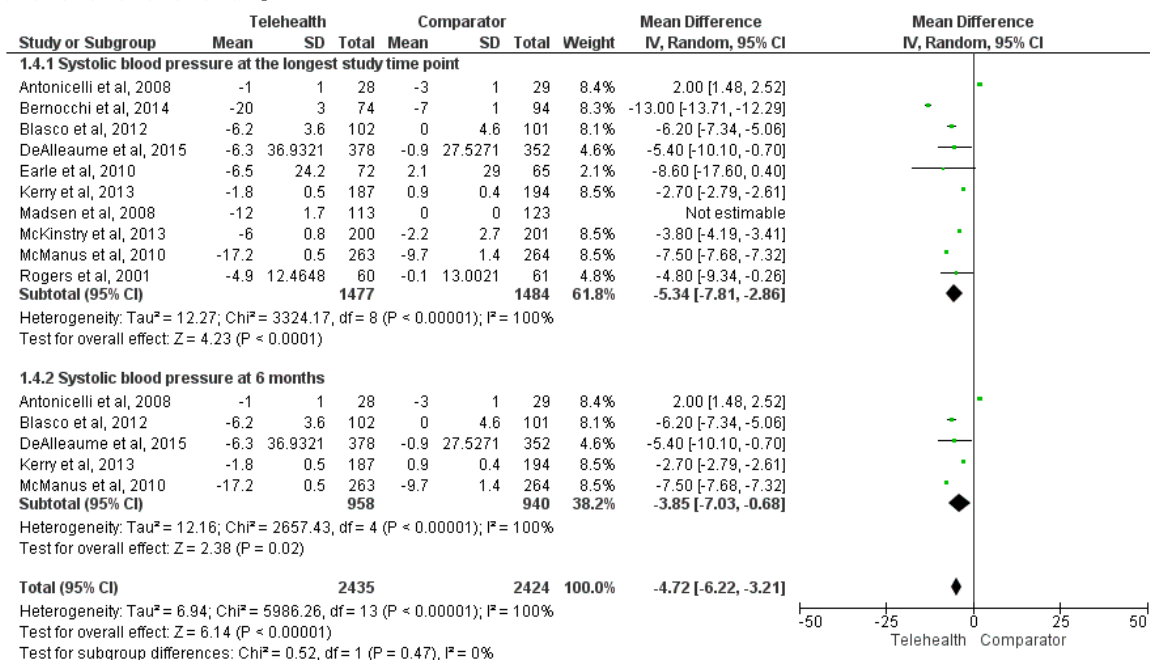 Telehealth Comparator Mean Difference Mean Difference
Study or Subgroup Mean SD Total Mean SD Total Weight IV, Random, 95% CI IV, Random, 95% CI
1.4.1 Systolic blood pressure at the longest study time point
Antonicelli et al, 2008 -1 1 28 -3 1 29 8.4% 2.00 [1.48, 2.52]
Bernocchi et al, 2014 -20 3 74 -7 1 94 8.3% -13.00 [-13.71, -12.29]
Blasco et al, 2012 -6.2 3.6 102 0 4.6 101 8.1% -6.20 [-7.34, -5.06]
DeAlleaume et al, 2015 -6.3 36.9321 378 -0.9 27.5271 352 4.6% -5.40 [-10.10, -0.70]
Earle et al, 2010 -6.5 24.2 72 2.1 29 65 2.1% -8.60 [-17.60, 0.40]
Kerry et al, 2013 -1.8 0.5 187 0.9 0.4 194 8.5% -2.70 [-2.79, -2.61]
Madsen et al, 2008 -12 1.7 113 0 0 123 Not estimable
McKinstry et al, 2013 -6 0.8 200 -2.2 2.7 201 8.5% -3.80 [-4.19, -3.41]
McManus et al, 2010 -17.2 0.5 263 -9.7 1.4 264 8.5% -7.50 [-7.68, -7.32]
Rogers et al, 2001 -4.9 12.4648 60 -0.1 13.0021 61 4.8% -4.80 [-9.34, -0.26]
Subtotal (95% CI) 1477 1484 61.8% -5.34 [-7.81, -2.86]
Heterogeneity: Tau² = 12.27; Chi² = 3324.17, df = 8 (P < 0.00001); I² = 100%
Test for overall effect: Z = 4.23 (P < 0.0001)
1.4.2 Systolic blood pressure at 6 months
Antonicelli et al, 2008 -1 1 28 -3 1 29 8.4% 2.00 [1.48, 2.52]
Blasco et al, 2012 -6.2 3.6 102 0 4.6 101 8.1% -6.20 [-7.34, -5.06]
DeAlleaume et al, 2015 -6.3 36.9321 378 -0.9 27.5271 352 4.6% -5.40 [-10.10, -0.70]
Kerry et al, 2013 -1.8 0.5 187 0.9 0.4 194 8.5% -2.70 [-2.79, -2.61]
McManus et al, 2010 -17.2 0.5 263 -9.7 1.4 264 8.5% -7.50 [-7.68, -7.32]
Subtotal (95% CI) 958 940 38.2% -3.85 [-7.03, -0.68]
Heterogeneity: Tau² = 12.16; Chi² = 2657.43, df = 4 (P < 0.00001); I² = 100%
Test for overall effect: Z = 2.38 (P = 0.02)
Total (95% CI) 2435 2424 100.0% -4.72 [-6.22, -3.21]
Heterogeneity: Tau² = 6.94; Chi² = 5986.26, df = 13 (P < 0.00001); I² = 100%
Test for overall effect: Z = 6.14 (P < 0.00001)
Test for subgroup differences: Chi² = 0.52, df = 1 (P = 0.47), I² = 0%
-50 -25 0 25 50
Telehealth Comparator